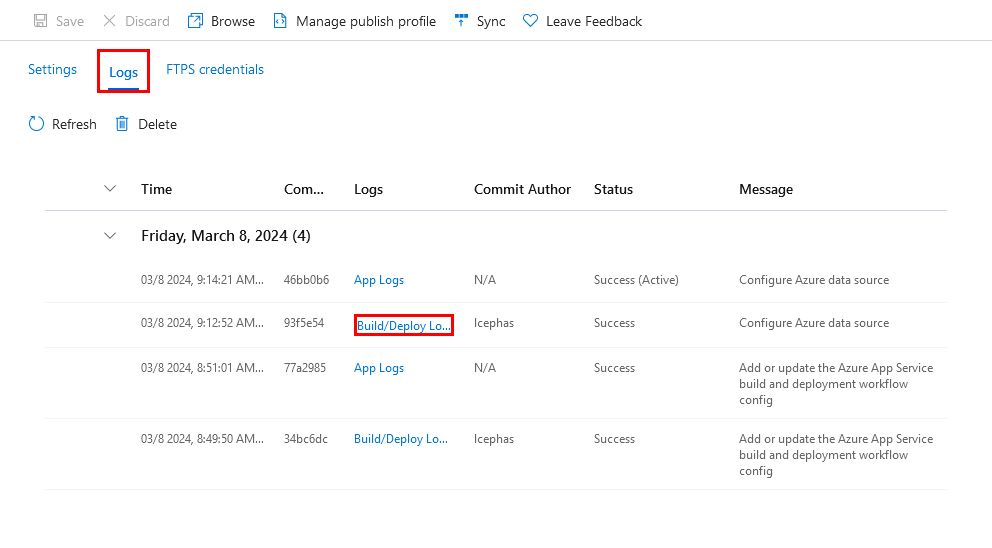 Save Discard Browse Manage publish profile Sync Leave Feedback
Settings Logs FTPS credentials
Refresh Delete
Time Com... Logs Commit Author Status Message
Friday, March 8, 2024 (4)
03/8 2024, 9:14:21 AM... 46bb0b6 App Logs N/A Success (Active) Configure Azure data source
03/8 2024, 9:12:52 AM... 93f5e54 Build/Deploy Lo... Icephas Success Configure Azure data source
03/8 2024, 8:51:01 AM... 77a2985 App Logs N/A Success Add or update the Azure App Service
build and deployment workflow
config
03/8 2024, 8:49:50 AM... 34bc6dc Build/Deploy Lo... Icephas Success Add or update the Azure App Service
build and deployment workflow
config